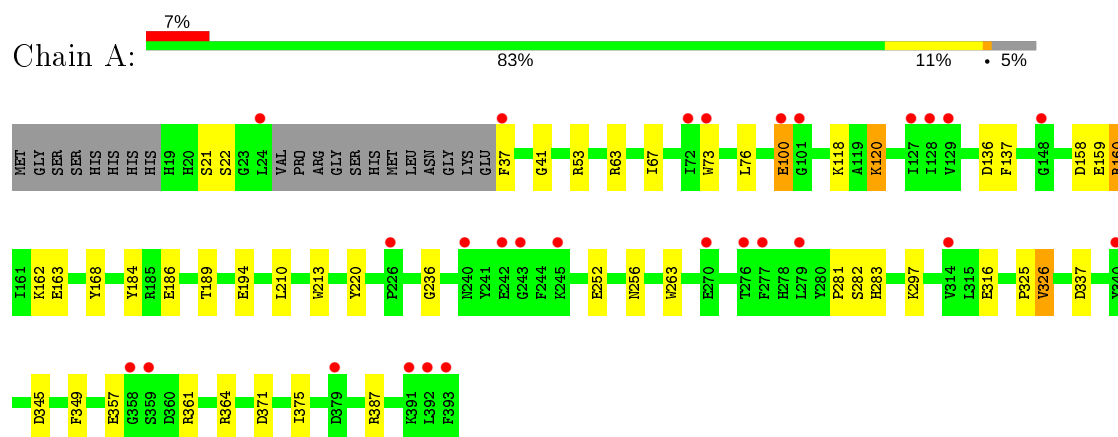 7%
Chain A:
83% 11% • 5%
MET GLY SER SER HIS HIS HIS HIS H19 H20 S21 S22 G23 L24 VAL PRO ARG GLY SER HIS MET LEU ASN GLY LYS GLU F37 G41 R53 R63 I67 I72 W73 L76 E100 G101 K118 A119 K120 I127 I128 V129 D136 F137 G148 D158 E159 R160
I161 K162 E163 Y168 Y184 R185 E186 T189 E194 L210 W213 Y220 P226 G236 N240 Y241 E242 G243 F244 K245 E252 N256 W263 E270 T276 F277 H278 L279 Y280 P281 S282 H283 K297 V314 L315 E316 P325 V326 D337
D345 F349 E357 G358 S359 D360 R361 R364 D371 I375 D379 R387 K391 L392 F393